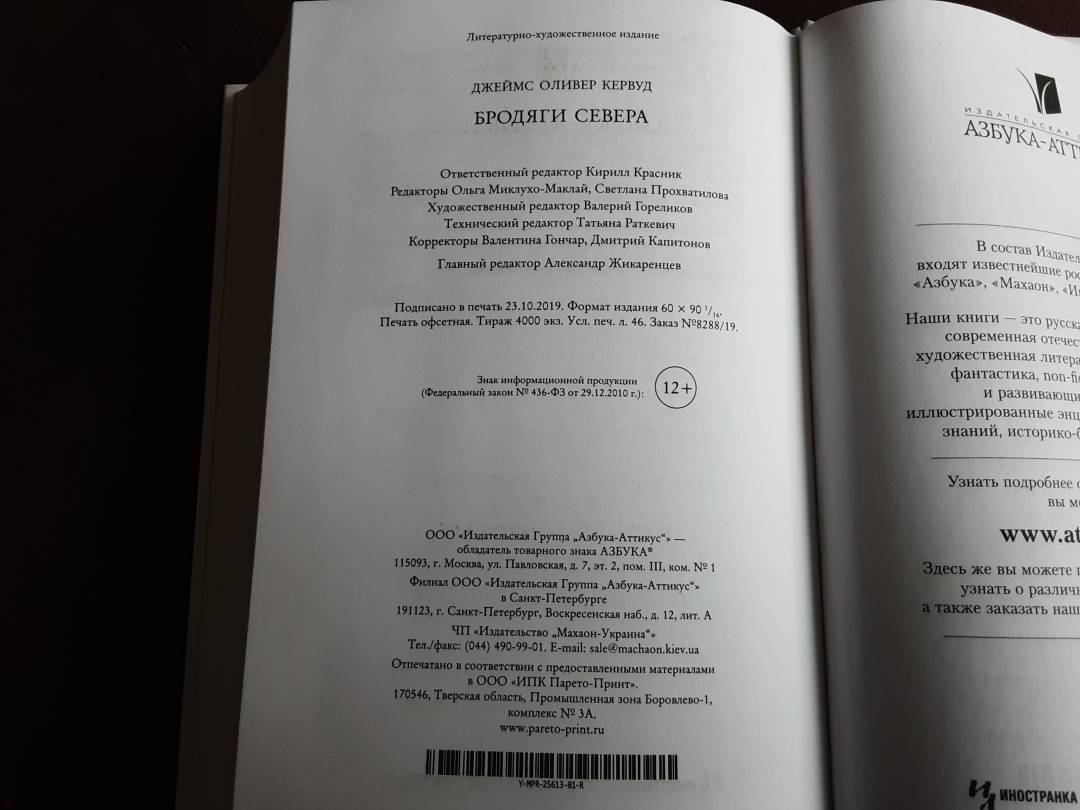 Литературно-художественное издание
ДЖЕЙМС ОЛИВЕР КЕРВУД
БРОДЯГИ СЕВЕРА
Ответственный редактор Кирилл Красник
Редакторы Ольга Миклухо-Маклай, Светлана Прохватилова
Художественный редактор Валерий Гореликов
Технический редактор Татьяна Раткевич
Корректоры Валентина Гончар, Дмитрий Капитонов
Главный редактор Александр Жикаренцев
Подписано в печать 23.10.2019. Формат издания 60 × 90 1/16.
Печать офсетная. Тираж 4000 экз. Усл. печ. л. 46. Заказ №8288/19.
Знак информационной продукции
(Федеральный закон № 436-ФЗ от 29.12.2010 г.):
12+
ООО «Издательская Группа „Азбука-Аттикус“» —
обладатель товарного знака АЗБУКА®
115093, г. Москва, ул. Павловская, д. 7, эт. 2, пом. III, ком. № 1
Филиал ООО «Издательская Группа „Азбука-Аттикус“»
в Санкт-Петербурге
191123, г. Санкт-Петербург, Воскресенская наб., д. 12, лит. А
ЧП «Издательство „Махаон-Украина“»
Тел./факс: (044) 490-99-01. E-mail: sale@machaon.kiev.ua
Отпечатано в соответствии с предоставленными материалами
в ООО «ИПК Парето-Принт».
170546, Тверская область, Промышленная зона Боровлево-1,
комплекс № 3А.
www.pareto-print.ru
Y-MPR-25613-01-R
ИЗДАТЕЛЬСКАЯ Г
АЗБУКА-АТТ
В состав Издател
входят известнейшие рос
«Азбука», «Махаон», «И
Наши книги — это русска
современная отечес
художественная литера
фантастика, non-fic
и развивающи
иллюстрированные энц
знаний, историко-б
Узнать подробнее о
вы мо
www.at
Здесь же вы можете п
узнать о различ
а также заказать наш
ИНОСТРАНКА